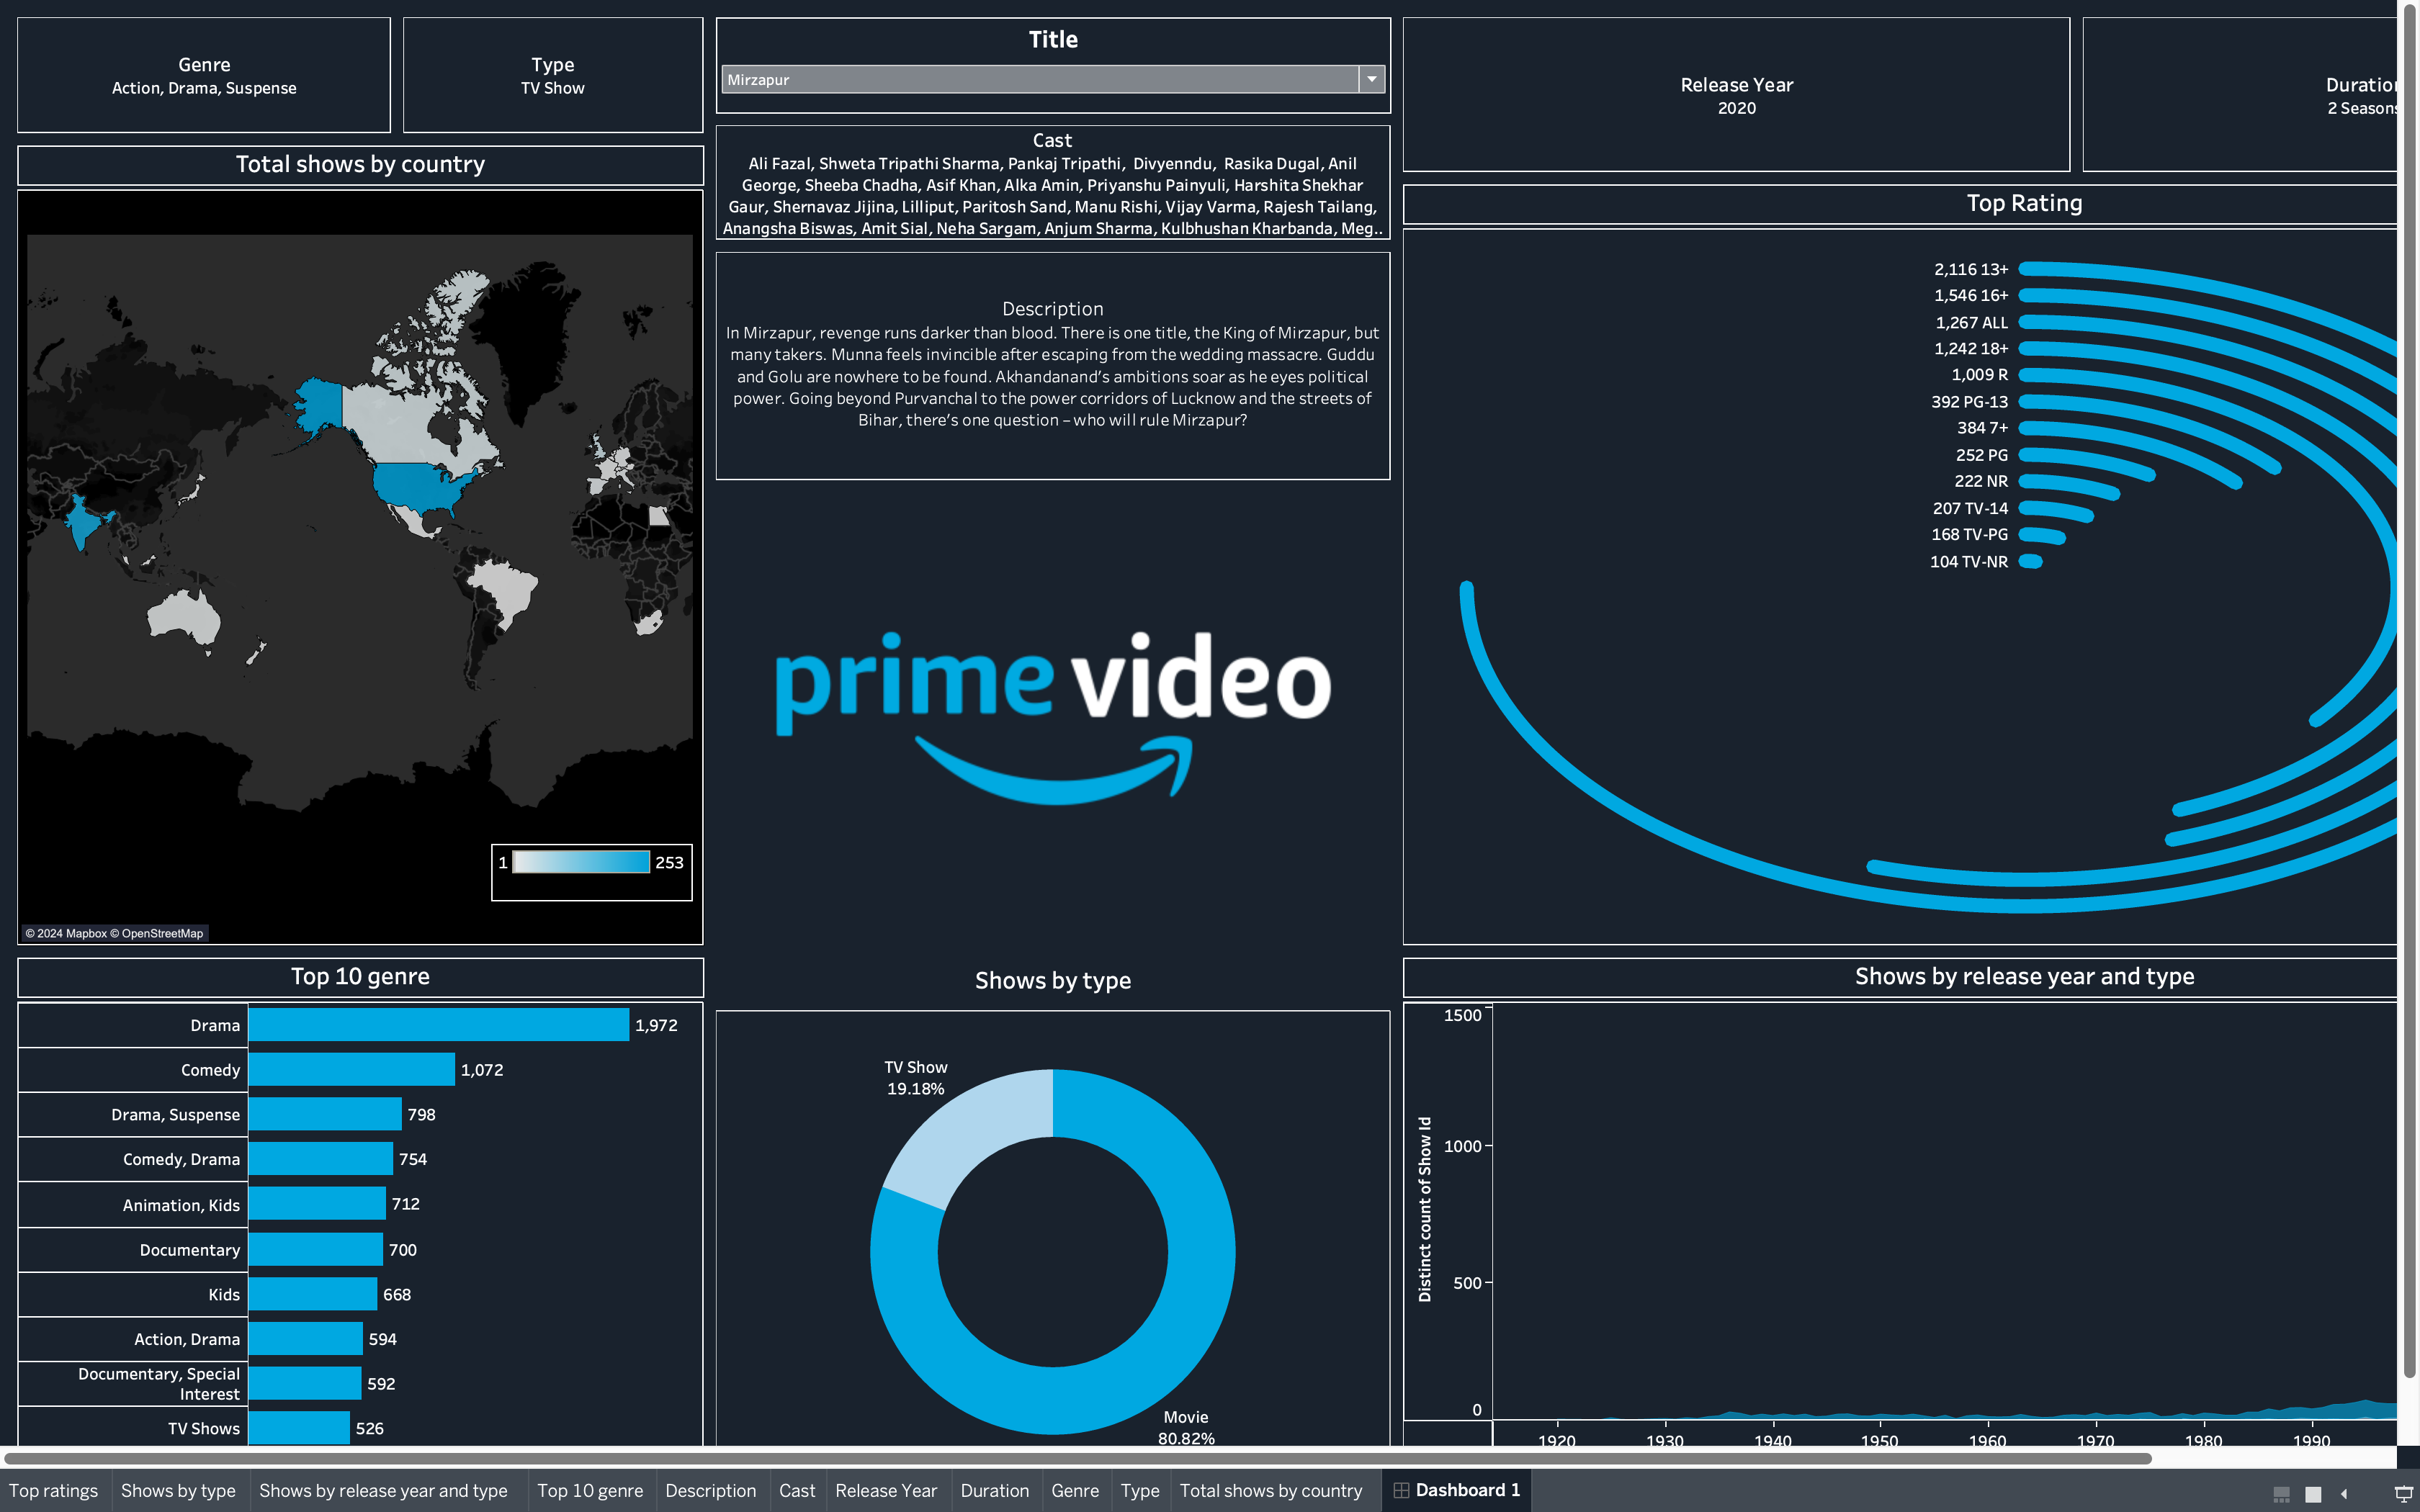 Genre
Action, Drama, Suspense
Type
TV Show
Title
Mirzapur
Release Year
2020
Duration
2 Seasons
Total shows by country
Cast
Ali Fazal, Shweta Tripathi Sharma, Pankaj Tripathi, Divyenndu, Rasika Dugal, Anil
George, Sheeba Chadha, Asif Khan, Alka Amin, Priyanshu Painyuli, Harshita Shekhar
Gaur, Shernavaz Jijina, Lilliput, Paritosh Sand, Manu Rishi, Vijay Varma, Rajesh Tailang,
Anangsha Biswas, Amit Sial, Neha Sargam, Anjum Sharma, Kulbhushan Kharbanda, Meg..
Description
In Mirzapur, revenge runs darker than blood. There is one title, the King of Mirzapur, but
many takers. Munna feels invincible after escaping from the wedding massacre. Guddu
and Golu are nowhere to be found. Akhandanand's ambitions soar as he eyes political
power. Going beyond Purvanchal to the power corridors of Lucknow and the streets of
Bihar, there's one question – who will rule Mirzapur?
prime video
1
253
© 2024 Mapbox © OpenStreetMap
Top Rating
2,116 13+
1,546 16+
1,267 ALL
1,242 18+
1,009 R
392 PG-13
384 7+
252 PG
222 NR
207 TV-14
168 TV-PG
104 TV-NR
Top 10 genre
Drama 1,972
Comedy 1,072
Drama, Suspense 798
Comedy, Drama 754
Animation, Kids 712
Documentary 700
Kids 668
Action, Drama 594
Documentary, Special
Interest 592
TV Shows 526
Shows by type
TV Show
19.18%
Movie
80.82%
Shows by release year and type
Distinct count of Show Id
1500
1000
500
0
1920 1930 1940 1950 1960 1970 1980 1990
Top ratings Shows by type Shows by release year and type Top 10 genre Description Cast Release Year Duration Genre Type Total shows by country Dashboard 1